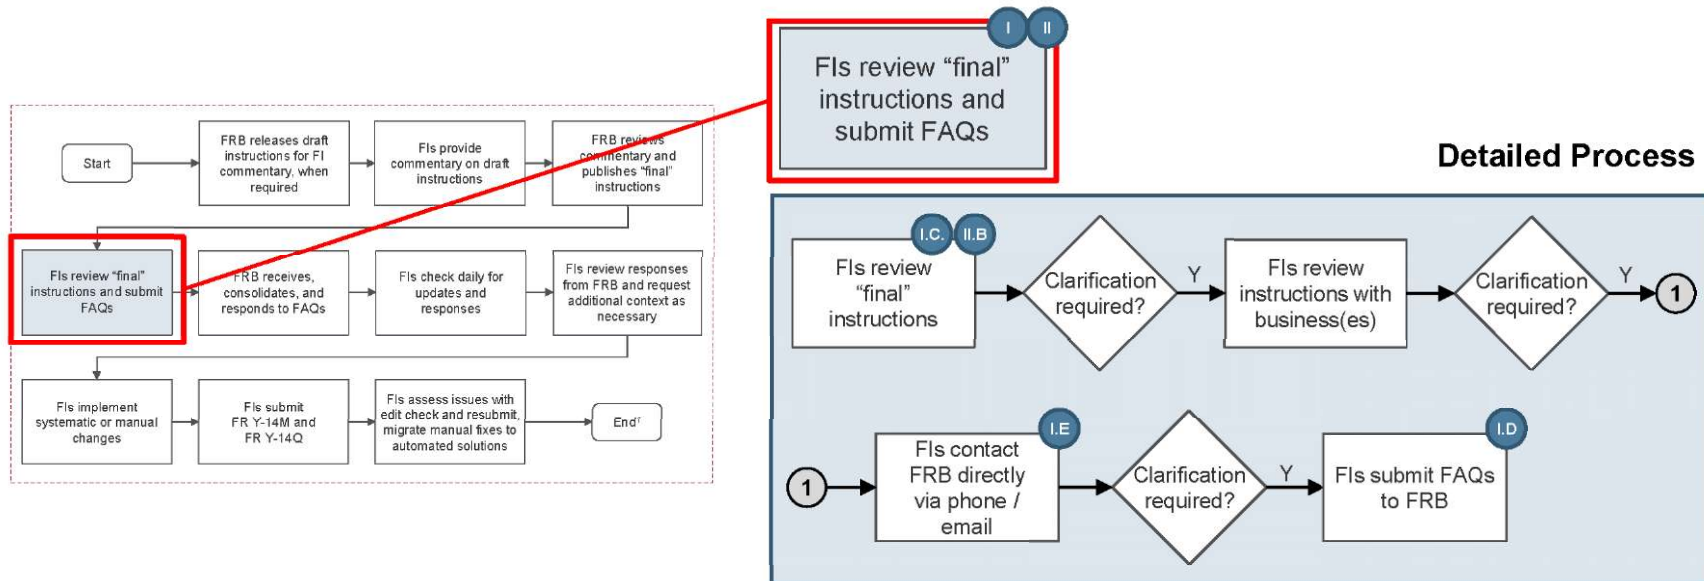 I II
FIs review “final”
instructions and
submit FAQs
Start
FRB releases draft
instructions for FI
commentary, when
required
FIs provide
commentary on draft
instructions
FRB reviews
commentary and
publishes “final”
instructions
FIs review “final”
instructions and submit
FAQs
FRB receives,
consolidates, and
responds to FAQs
FIs check daily for
updates and
responses
FIs review responses
from FRB and request
additional context as
necessary
FIs implement
systematic or manual
changes
FIs submit
FR Y-14M and
FR Y-14Q
FIs assess issues with
edit check and resubmit,
migrate manual fixes to
automated solutions
End
Detailed Process
I.C. II.B
FIs review
“final”
instructions
Clarification
required?
Y
FIs review
instructions with
business(es)
Clarification
required?
Y
1
1
I.E
FIs contact
FRB directly
via phone /
email
Clarification
required?
Y
I.D
FIs submit FAQs
to FRB